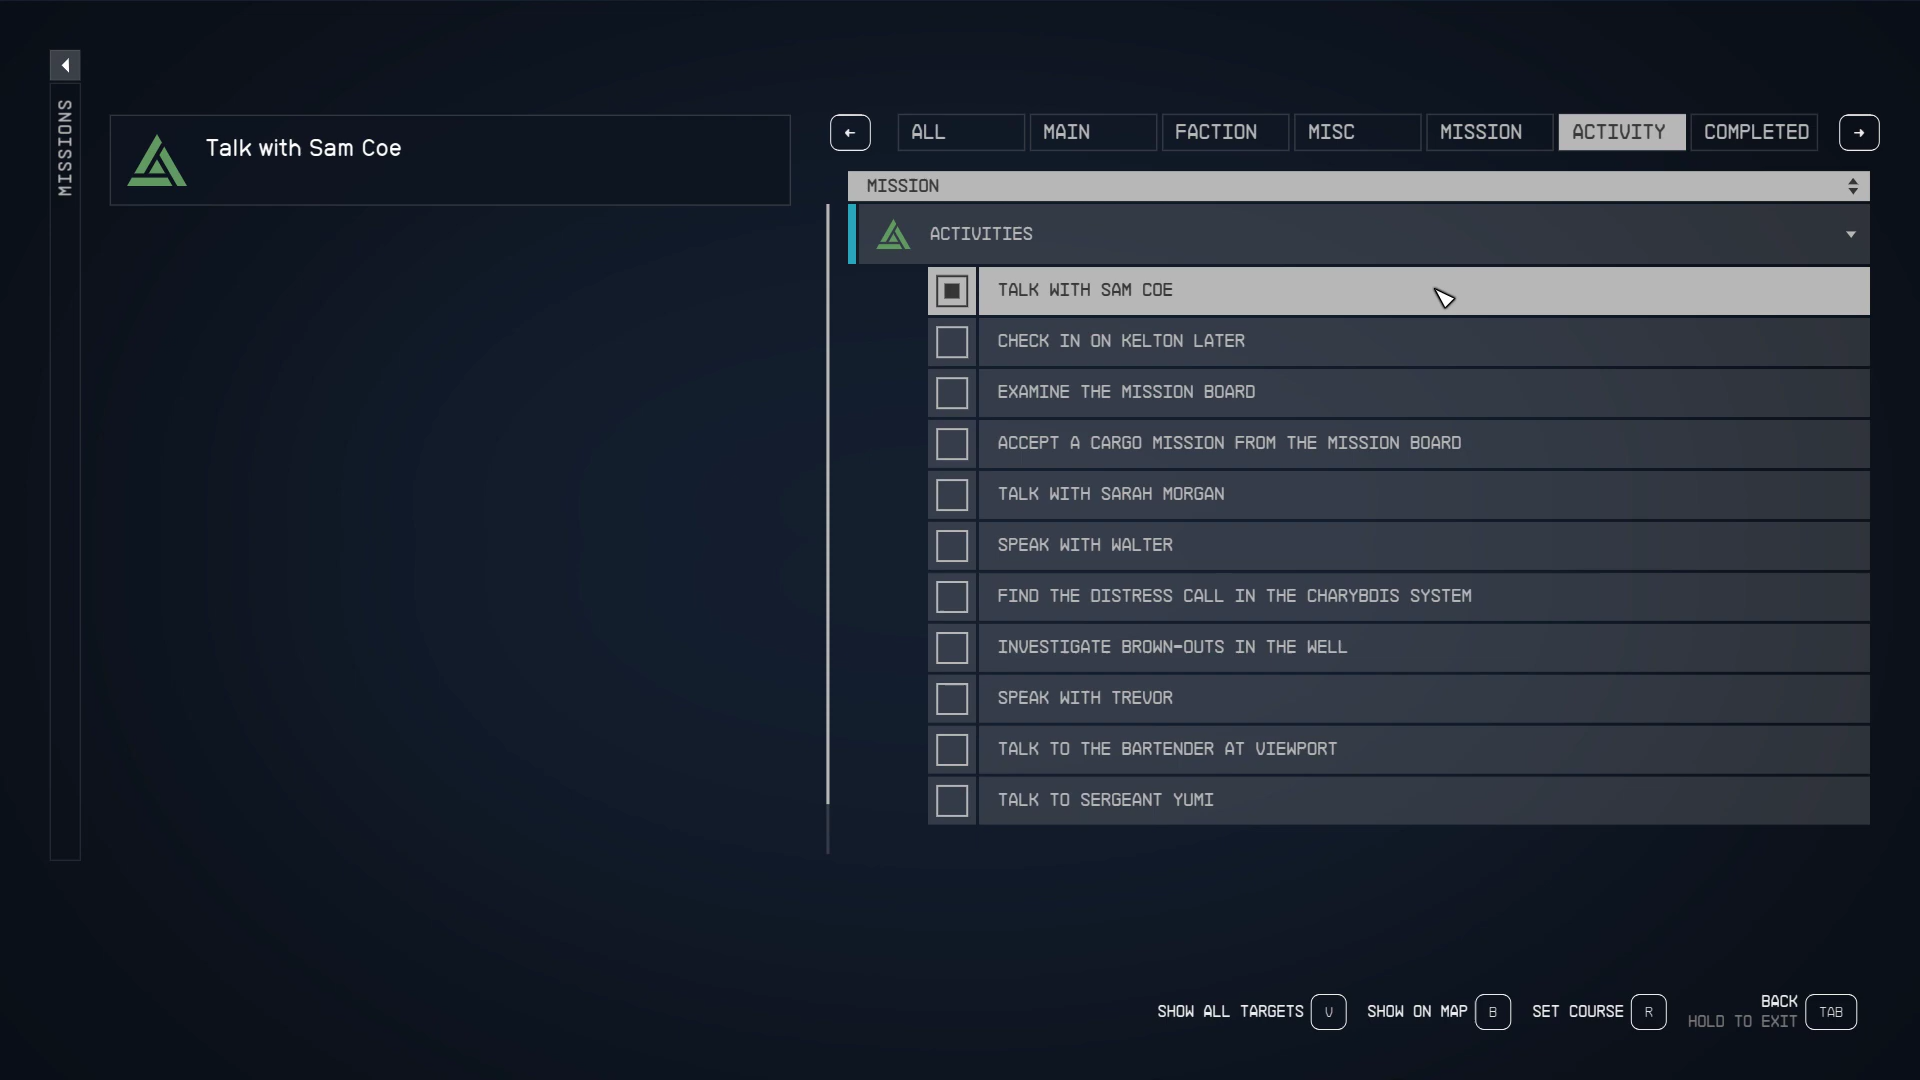 MISSIONS
Talk with Sam Coe
ALL
MAIN
FACTION
MISC
MISSION
ACTIVITY
COMPLETED
MISSION
ACTIVITIES
TALK WITH SAM COE
CHECK IN ON KELTON LATER
EXAMINE THE MISSION BOARD
ACCEPT A CARGO MISSION FROM THE MISSION BOARD
TALK WITH SARAH MORGAN
SPEAK WITH WALTER
FIND THE DISTRESS CALL IN THE CHARYBDIS SYSTEM
INVESTIGATE BROWN-OUTS IN THE WELL
SPEAK WITH TREVOR
TALK TO THE BARTENDER AT VIEWPORT
TALK TO SERGEANT YUMI
SHOW ALL TARGETS V
SHOW ON MAP B
SET COURSE R
BACK
HOLD TO EXIT
TAB